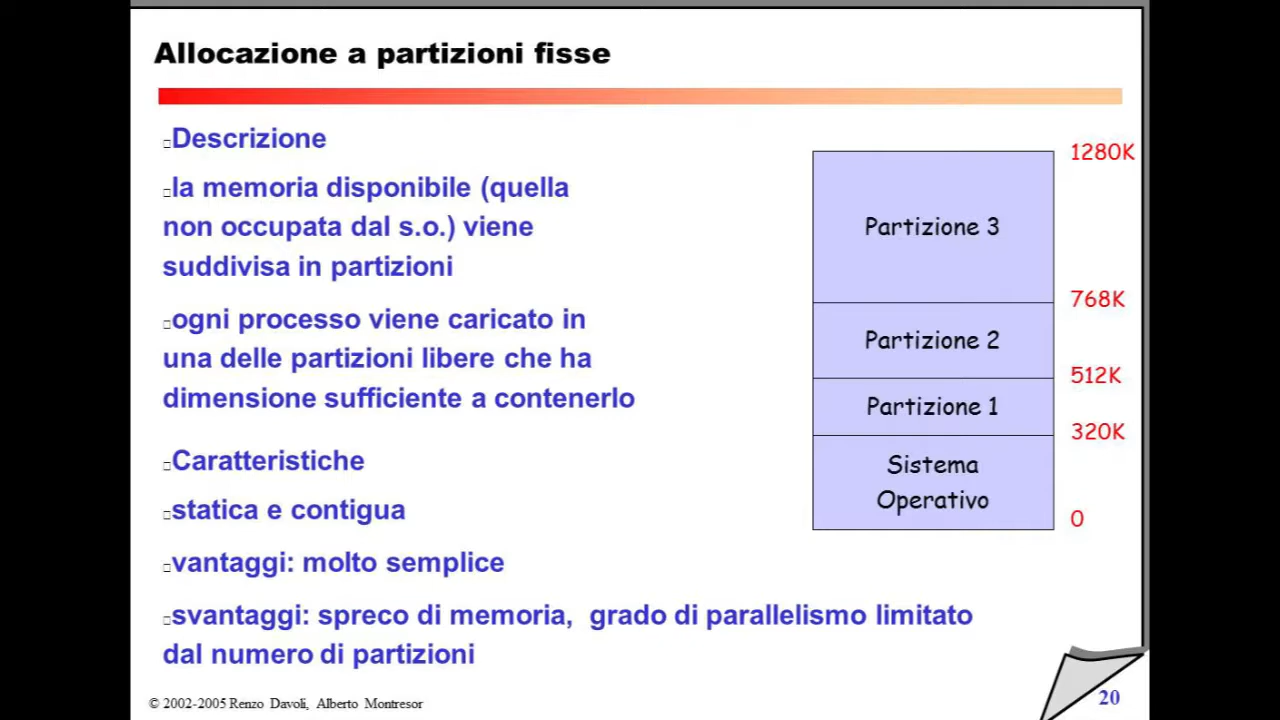 Allocazione a partizioni fisse
Descrizione
la memoria disponibile (quella
non occupata dal s.o.) viene
suddivisa in partizioni
ogni processo viene caricato in
una delle partizioni libere che ha
dimensione sufficiente a contenerlo
Caratteristiche
statica e contigua
vantaggi: molto semplice
svantaggi: spreco di memoria, grado di parallelismo limitato
dal numero di partizioni
1280K
Partizione 3
768K
Partizione 2
512K
Partizione 1
320K
Sistema
Operativo
0
© 2002-2005 Renzo Davoli, Alberto Montresor
20